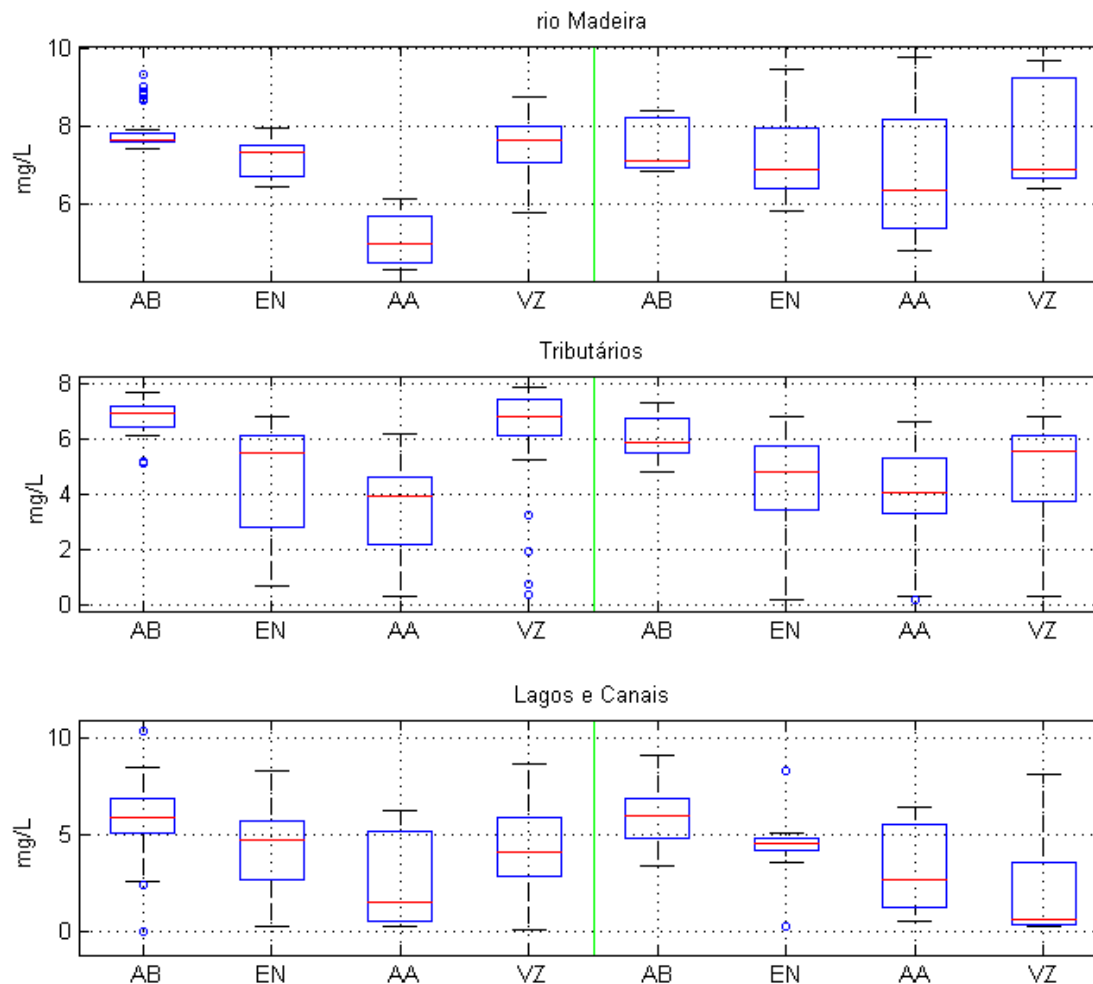 rio Madeira
10
8
6
mg/L
AB EN AA VZ AB EN AA VZ
Tributários
8
6
4
2
0
mg/L
AB EN AA VZ AB EN AA VZ
Lagos e Canais
10
5
0
mg/L
AB EN AA VZ AB EN AA VZ